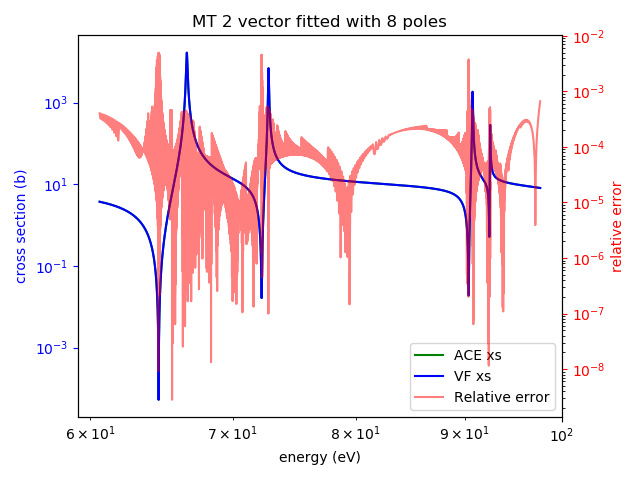 MT 2 vector fitted with 8 poles
cross section (b)
10³
10¹
10⁻¹
10⁻³
10⁻²
10⁻³
10⁻⁴
10⁻⁵
10⁻⁶
10⁻⁷
10⁻⁸
relative error
ACE xs
VF xs
Relative error
6 × 10¹ 7 × 10¹ 8 × 10¹ 9 × 10¹ 10²
energy (eV)